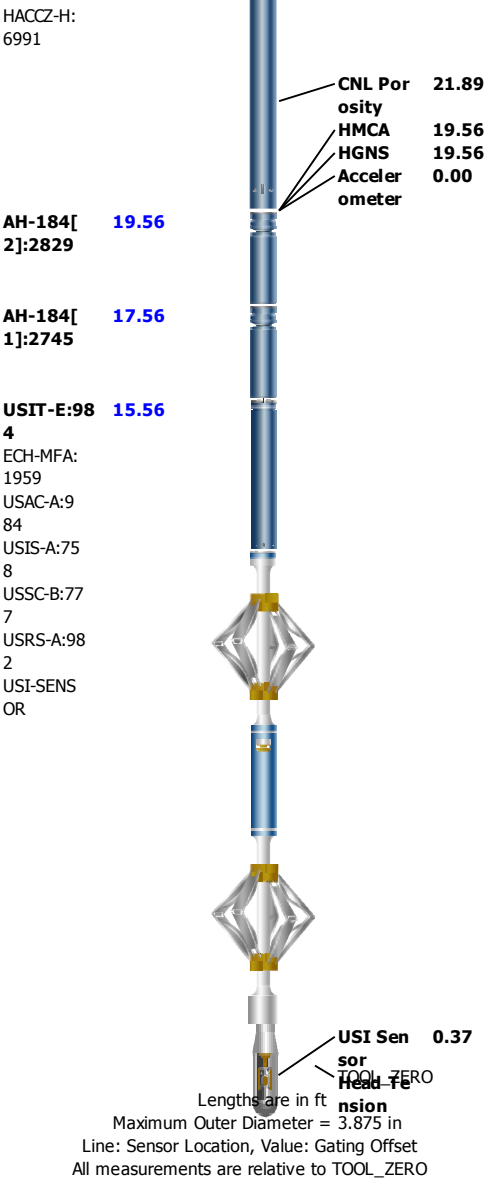 HACCZ-H:
6991
CNL Por 21.89
osity
HMCA 19.56
HGNS 19.56
Acceler 0.00
ometer
AH-184[ 19.56
2]:2829
AH-184[ 17.56
1]:2745
USIT-E:98 15.56
4
ECH-MFA:
1959
USAC-A:9
84
USIS-A:75
8
USSC-B:77
7
USRS-A:98
2
USI-SENS
OR
USI Sen 0.37
sor
TOOL_ZERO
Head Te
nsion
Lengths are in ft
Maximum Outer Diameter = 3.875 in
Line: Sensor Location, Value: Gating Offset
All measurements are relative to TOOL_ZERO